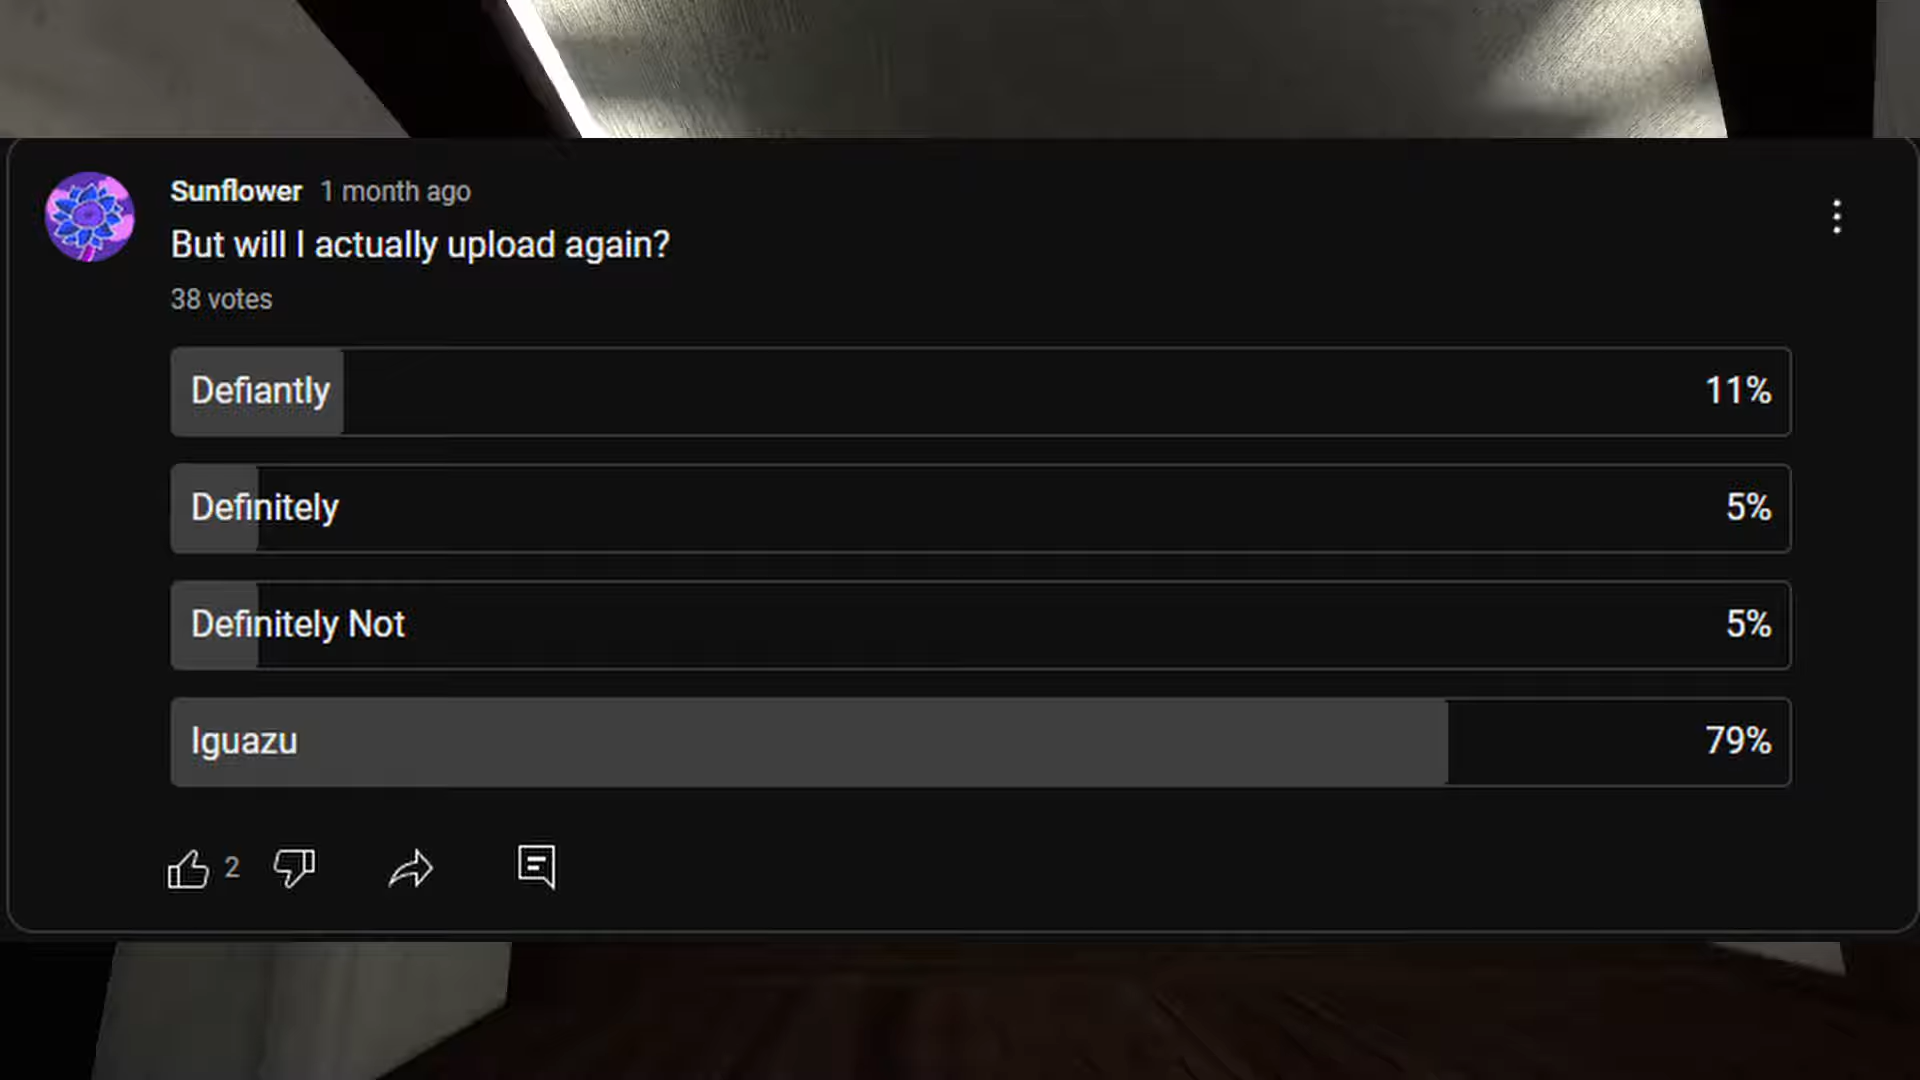 Sunflower 1 month ago
But will I actually upload again?
38 votes
Defiantly 11%
Definitely 5%
Definitely Not 5%
Iguazu 79%
2